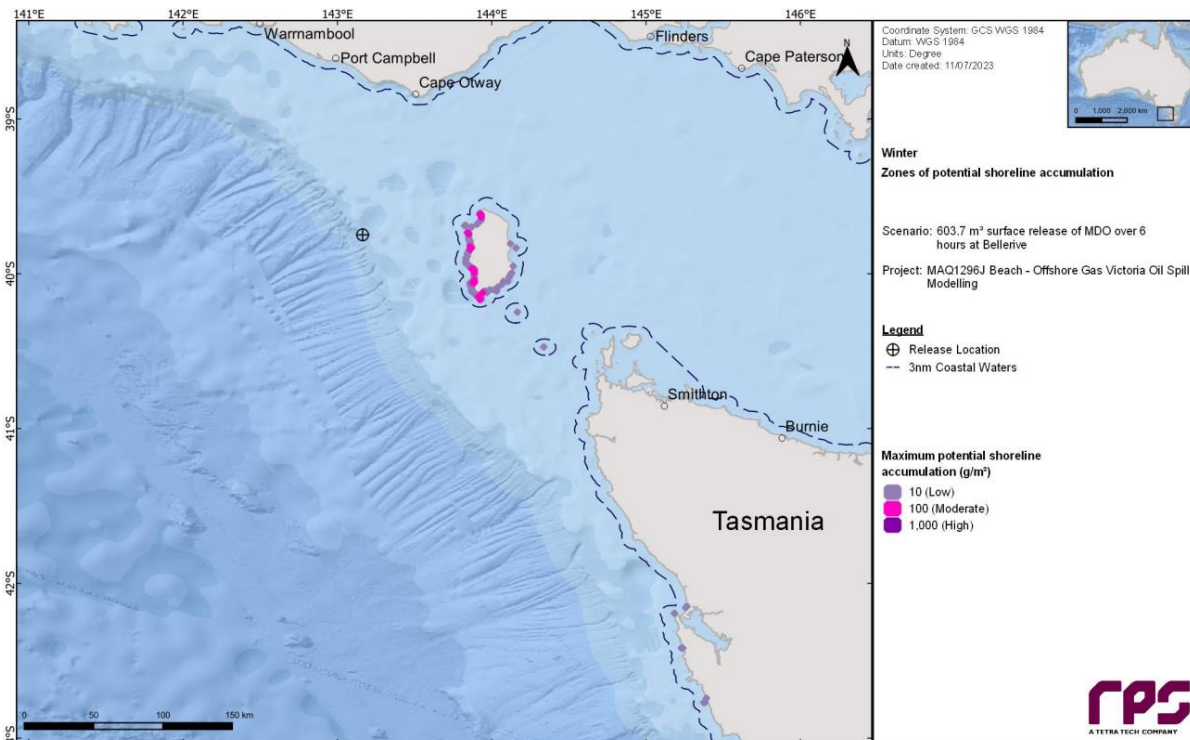 141°E 142°E 143°E 144°E 145°E 146°E
Warrnambool
Port Campbell
Cape Otway
Flinders
Cape Paterson
N
39°S
40°S
41°S
42°S
Smithton
Burnie
Tasmania
0 50 100 150 km
Coordinate System: GCS WGS 1984
Datum: WGS 1984
Units: Degree
Date created: 11/07/2023
0 1,000 2,000 km
Winter
Zones of potential shoreline accumulation
Scenario: 603.7 m³ surface release of MDO over 6
hours at Bellerive
Project: MAQ1296J Beach - Offshore Gas Victoria Oil Spill
Modelling
Legend
Release Location
3nm Coastal Waters
Maximum potential shoreline
accumulation (g/m²)
10 (Low)
100 (Moderate)
1,000 (High)
rps
A TETRA TECH COMPANY